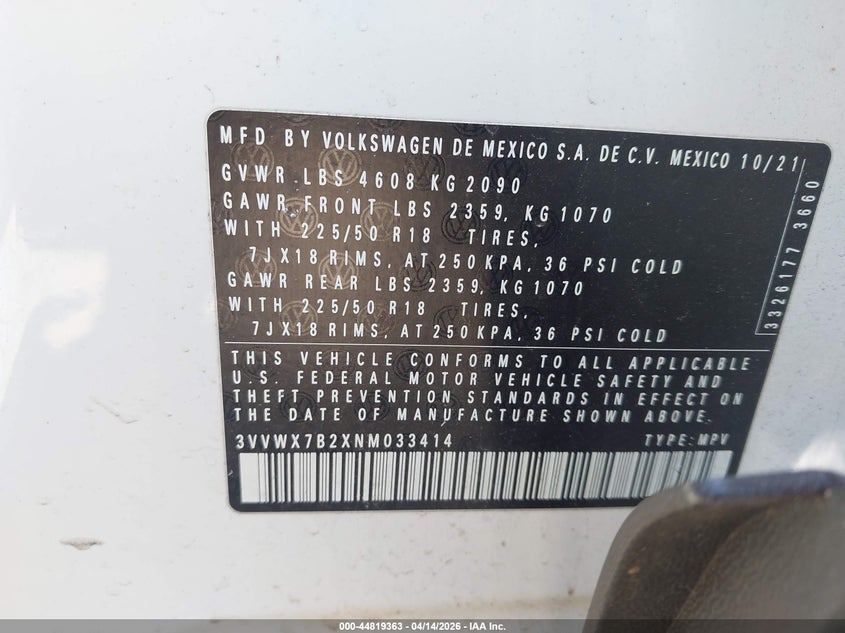 MFD BY VOLKSWAGEN DE MEXICO S.A. DE C.V. MEXICO 10/21
GVWR LBS 4608 KG 2090
GAWR FRONT LBS 2359, KG 1070
WITH 225/50 R18 TIRES,
7JX18 RIMS, AT 250 KPA, 36 PSI COLD
GAWR REAR LBS 2359, KG 1070
WITH 225/50 R18 TIRES,
7JX18 RIMS, AT 250 KPA, 36 PSI COLD
3326177 3660
THIS VEHICLE CONFORMS TO ALL APPLICABLE
U.S. FEDERAL MOTOR VEHICLE SAFETY AND
THEFT PREVENTION STANDARDS IN EFFECT ON
THE DATE OF MANUFACTURE SHOWN ABOVE.
3VVWX7B2XNM033414 TYPE: MPV
000-44819363 - 04/14/2026 - IAA Inc.